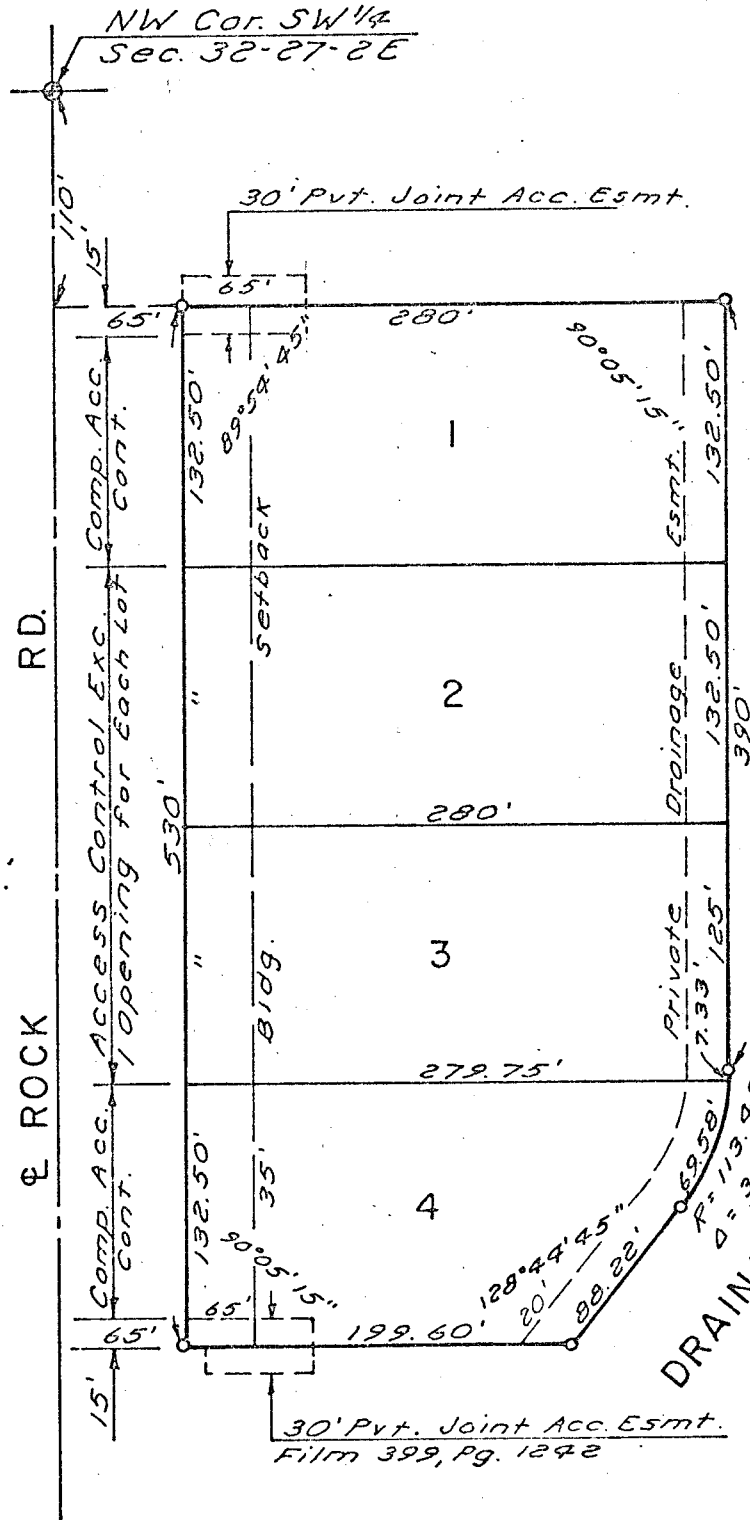 NW Cor. SW 1/4
Sec. 32-27-2E
110'
15'
30' Pvt. Joint Acc. Esmt.
65'
65'
280'
89°54'45"
90°05'15"
Comp. Acc.
Cont.
132.50'
1
Esmt.
132.50'
Setback
RD.
Access Control Exc.
1 Opening for Each Lot
"
2
Drainage
132.50'
390'
530'
280'
"
Bldg.
3
Private
125'
7.33'
℄ ROCK
279.75'
Comp. Acc.
Cont.
132.50'
35'
4
69.58'
90°05'15"
128°44'45"
20'
88.22'
65'
65'
199.60'
15'
30' Pvt. Joint Acc. Esmt.
Film 399, Pg. 1242